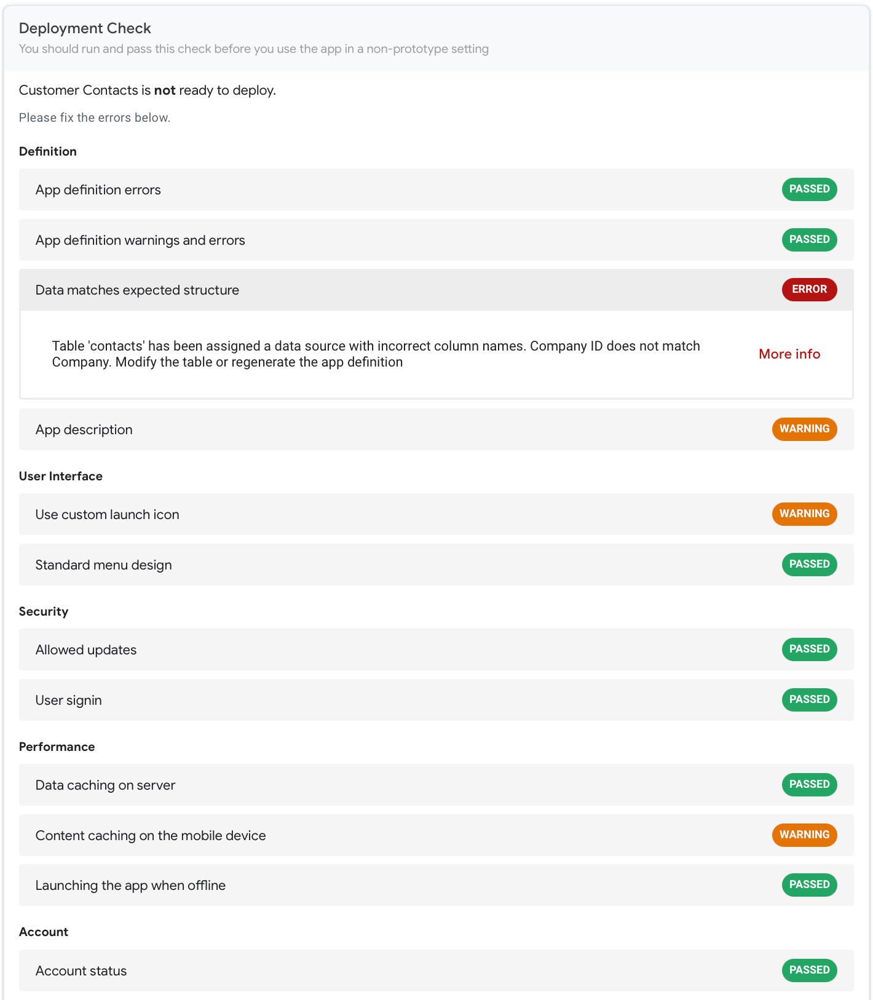 Deployment Check
You should run and pass this check before you use the app in a non-prototype setting
Customer Contacts is not ready to deploy.
Please fix the errors below.
Definition
App definition errors
PASSED
App definition warnings and errors
PASSED
Data matches expected structure
ERROR
Table 'contacts' has been assigned a data source with incorrect column names. Company ID does not match
Company. Modify the table or regenerate the app definition
More info
App description
WARNING
User Interface
Use custom launch icon
WARNING
Standard menu design
PASSED
Security
Allowed updates
PASSED
User signin
PASSED
Performance
Data caching on server
PASSED
Content caching on the mobile device
WARNING
Launching the app when offline
PASSED
Account
Account status
PASSED